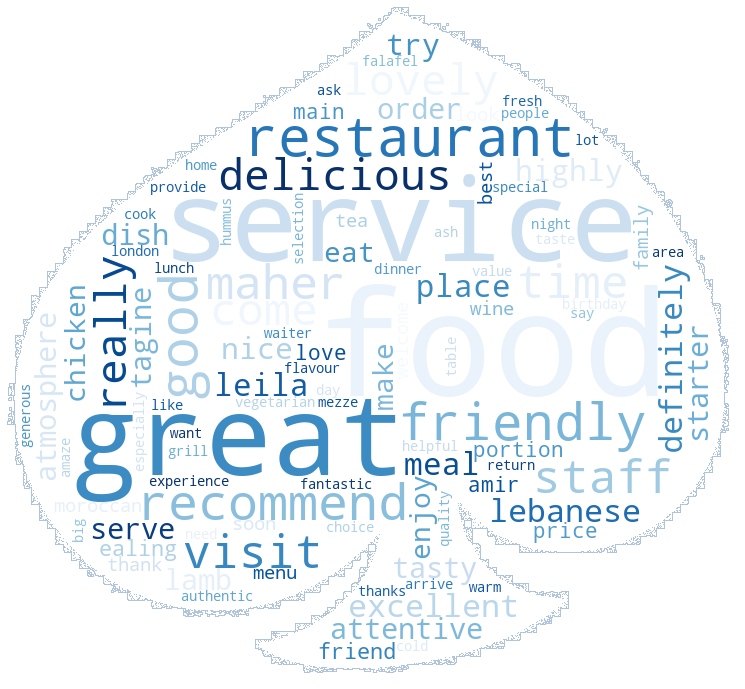 try
falafel
lovely
ask
main
order
fresh
look
people
restaurant
lot
home
delicious
best
highly
provide
special
service
cook
hummus
selection
tea
night
family
dish
ash
taste
london
eat
area
lunch
dinner
value
time
maher
place
really
good
tagine
chicken
come
food
wine
birthday
say
definitely
starter
atmosphere
waiter
nice
love
make
table
flavour
leila
day
generous
like
vegetarian
mezze
great
friendly
especially
want
amaze
grill
helpful
portion
meal
return
staff
experience
fantastic
amir
recommend
enjoy
quality
moroccan
lebanese
big
serve
soon
choice
need
price
visit
ealing
thank
lamb
menu
tasty
authentic
thanks
arrive
warm
excellent
attentive
friend
cold